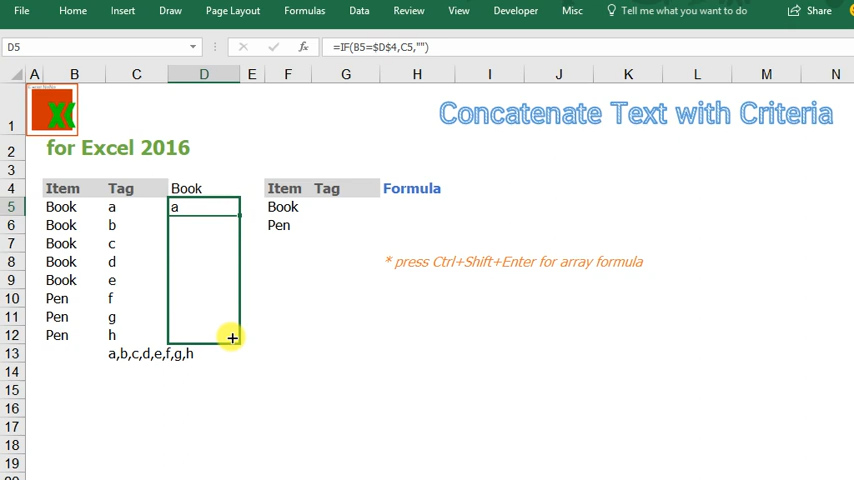 File Home Insert Draw Page Layout Formulas Data Review View Developer Misc Tell me what you want to do Share
D5 fx =IF(B5=$D$4,C5,"")
A B C D E F G H I J K L M N
1 Concatenate Text with Criteria
2 for Excel 2016
3
4 Item Tag Book Item Tag Formula
5 Book a a Book
6 Book b Pen
7 Book c
8 Book d * press Ctrl+Shift+Enter for array formula
9 Book e
10 Pen f
11 Pen g
12 Pen h
13 a,b,c,d,e,f,g,h
14
15
16
17
18
19